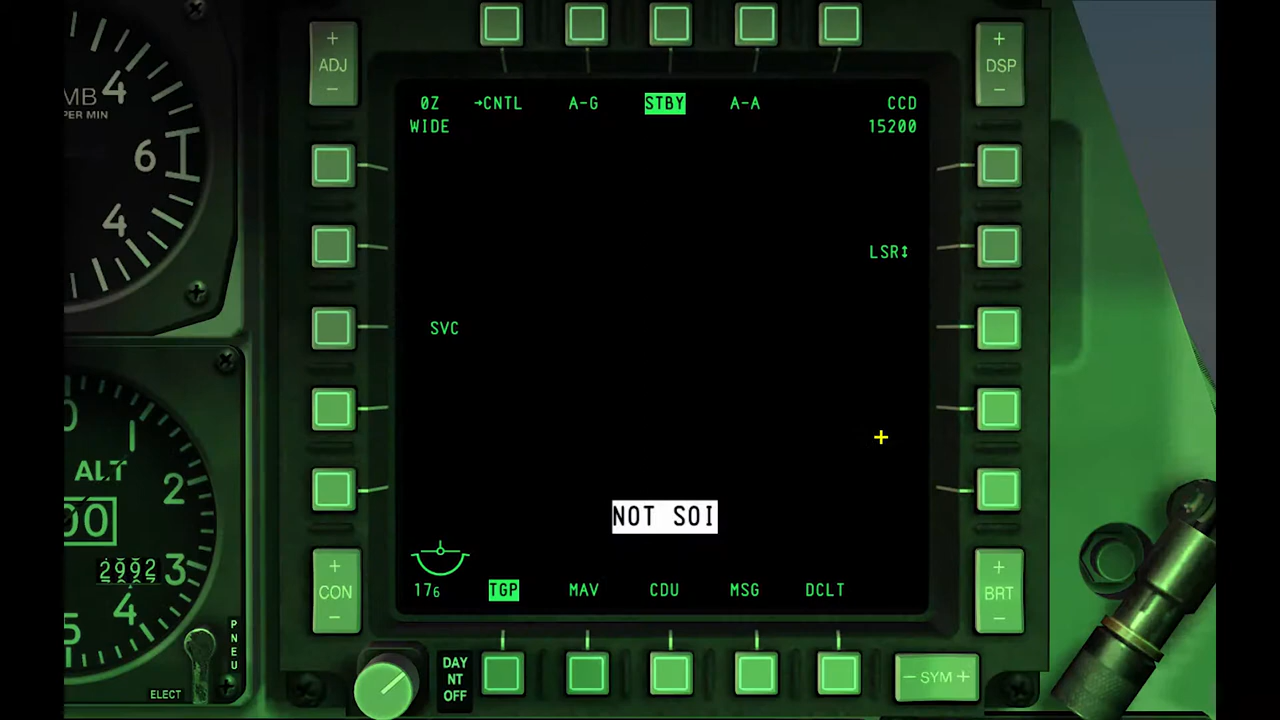 + ADJ -
+ DSP -
0Z →CNTL A-G STBY A-A CCD
WIDE 15200
LSR↕
SVC
NOT SOI
17₆ TGP MAV CDU MSG DCLT
+ CON -
+ BRT -
DAY
NT
OFF
- SYM +
4
6
4
PER MIN
ALT
2
3
4
5
2992
PNEU
ELECT